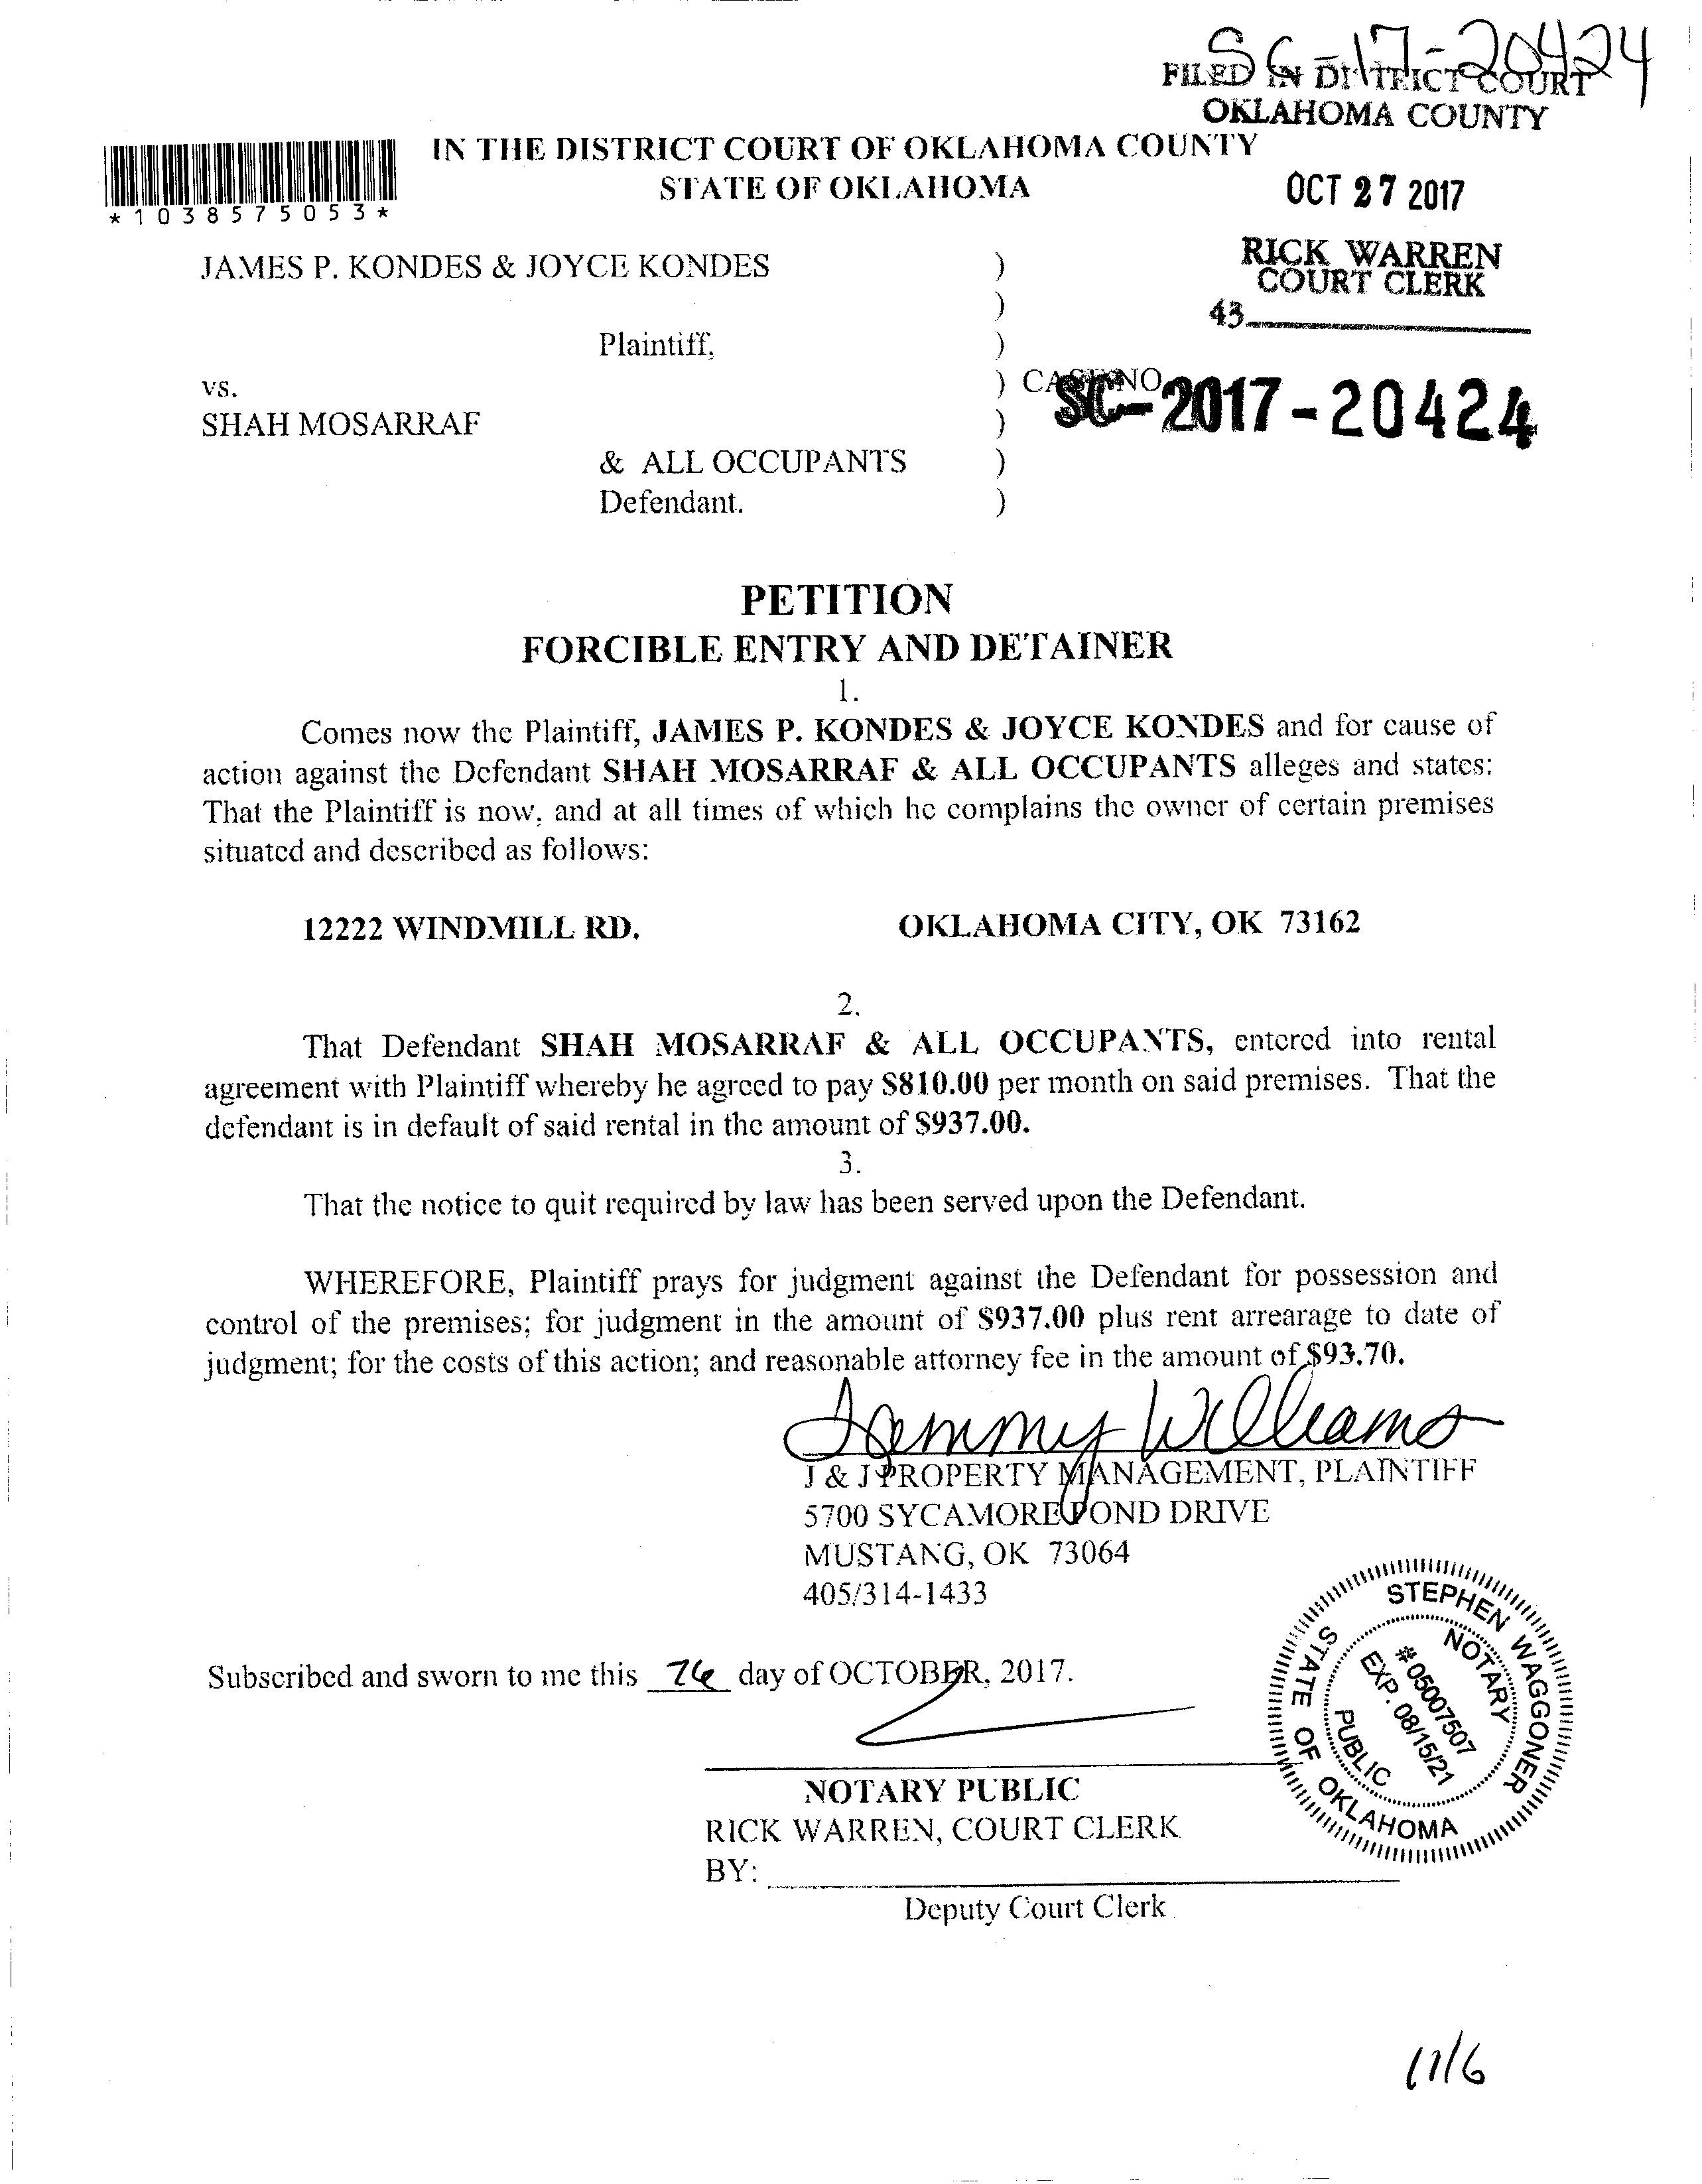 SC-17-20424
FILED IN DISTRICT COURT
OKLAHOMA COUNTY
IN THE DISTRICT COURT OF OKLAHOMA COUNTY
STATE OF OKLAHOMA
*1038575053*
OCT 27 2017
RICK WARREN
COURT CLERK
43
JAMES P. KONDES & JOYCE KONDES )
)
Plaintiff, )
vs. ) CASE NO.
SC-2017-20424
SHAH MOSARRAF )
& ALL OCCUPANTS )
Defendant. )
PETITION
FORCIBLE ENTRY AND DETAINER
1.
Comes now the Plaintiff, JAMES P. KONDES & JOYCE KONDES and for cause of
action against the Defendant SHAH MOSARRAF & ALL OCCUPANTS alleges and states:
That the Plaintiff is now, and at all times of which he complains the owner of certain premises
situated and described as follows:
12222 WINDMILL RD. OKLAHOMA CITY, OK 73162
2.
That Defendant SHAH MOSARRAF & ALL OCCUPANTS, entered into rental
agreement with Plaintiff whereby he agreed to pay $810.00 per month on said premises. That the
defendant is in default of said rental in the amount of $937.00.
3.
That the notice to quit required by law has been served upon the Defendant.
WHEREFORE, Plaintiff prays for judgment against the Defendant for possession and
control of the premises; for judgment in the amount of $937.00 plus rent arrearage to date of
judgment; for the costs of this action; and reasonable attorney fee in the amount of $93.70.
Tammy Williams
J & J PROPERTY MANAGEMENT, PLAINTIFF
5700 SYCAMORE POND DRIVE
MUSTANG, OK 73064
405/314-1433
Subscribed and sworn to me this 26 day of OCTOBER, 2017.
STEPHEN WAGGONER
NOTARY
# 05007507
EXP. 08/15/21
PUBLIC
STATE OF OKLAHOMA
NOTARY PUBLIC
RICK WARREN, COURT CLERK
BY:
Deputy Court Clerk
11/6